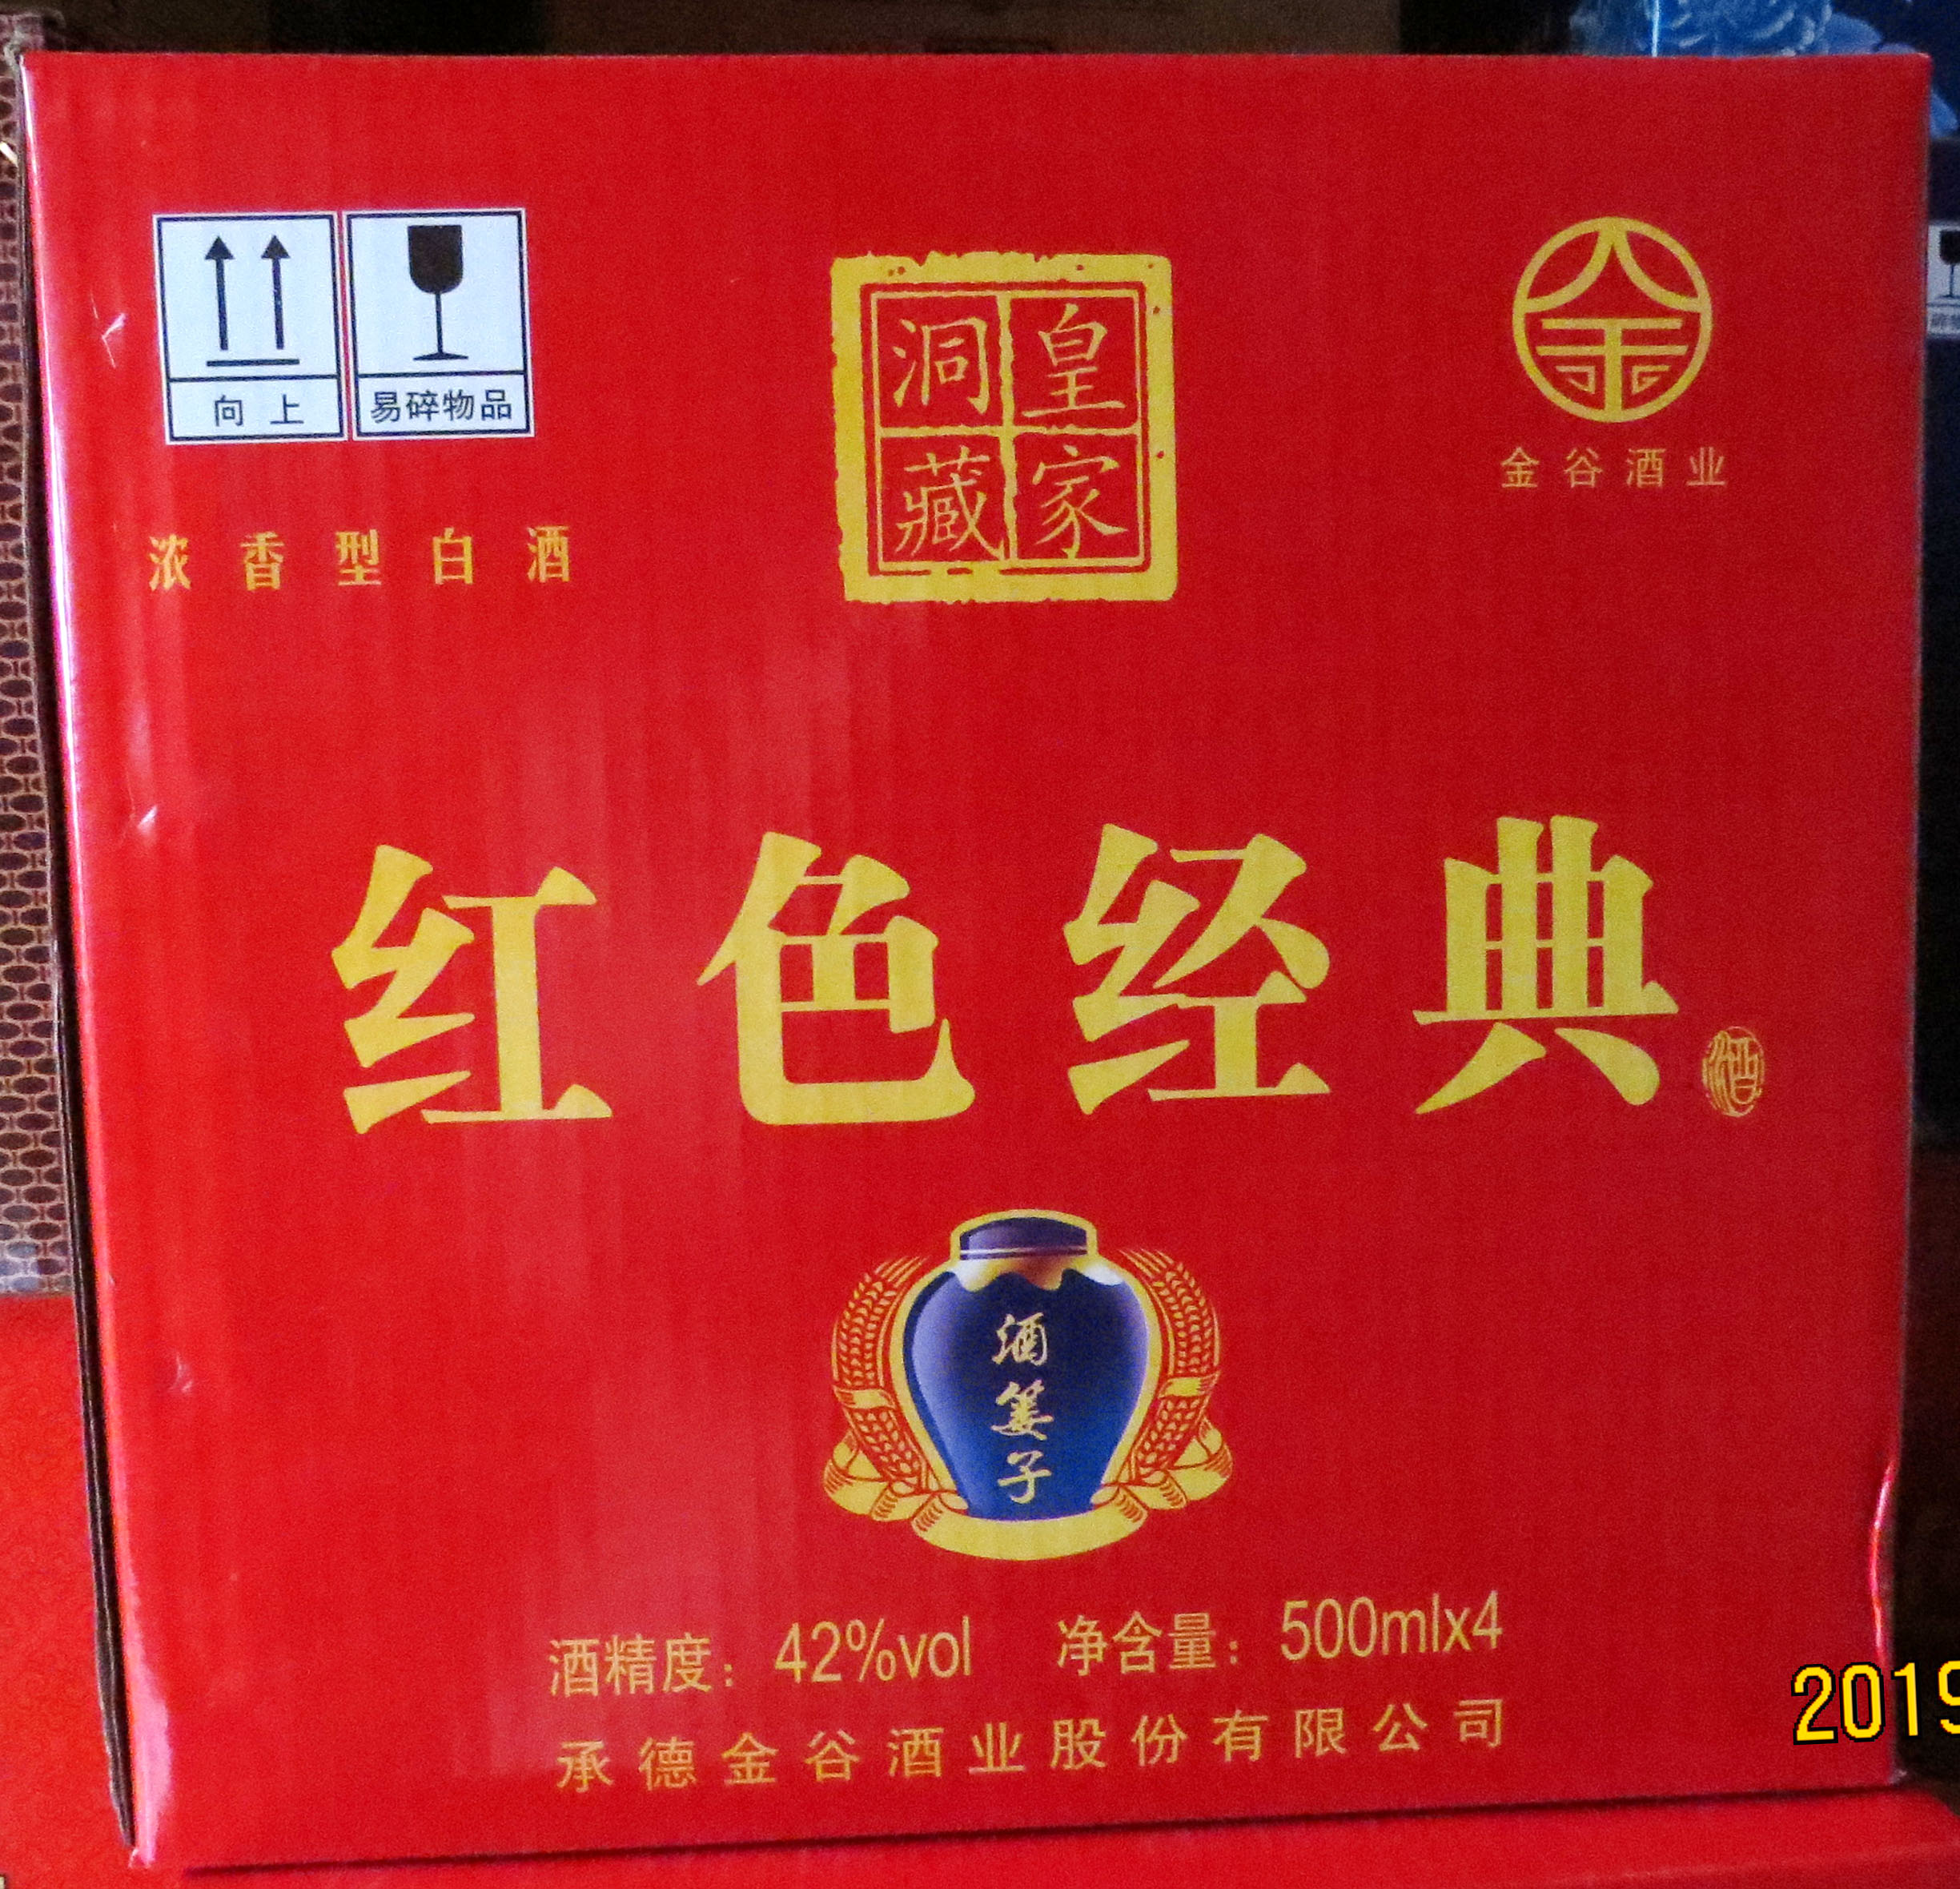 向上
易碎物品
皇家
洞藏
金谷酒业
浓香型白酒
红色经典
酒
酒篓子
酒精度：42%vol 净含量：500mlx4
承德金谷酒业股份有限公司
2019